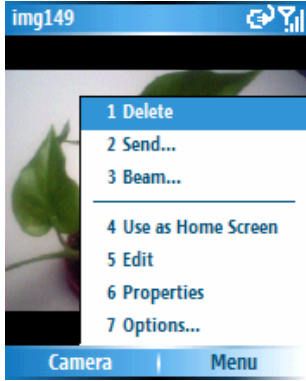 img149
1 Delete
2 Send...
3 Beam...
4 Use as Home Screen
5 Edit
6 Properties
7 Options...
Camera Menu